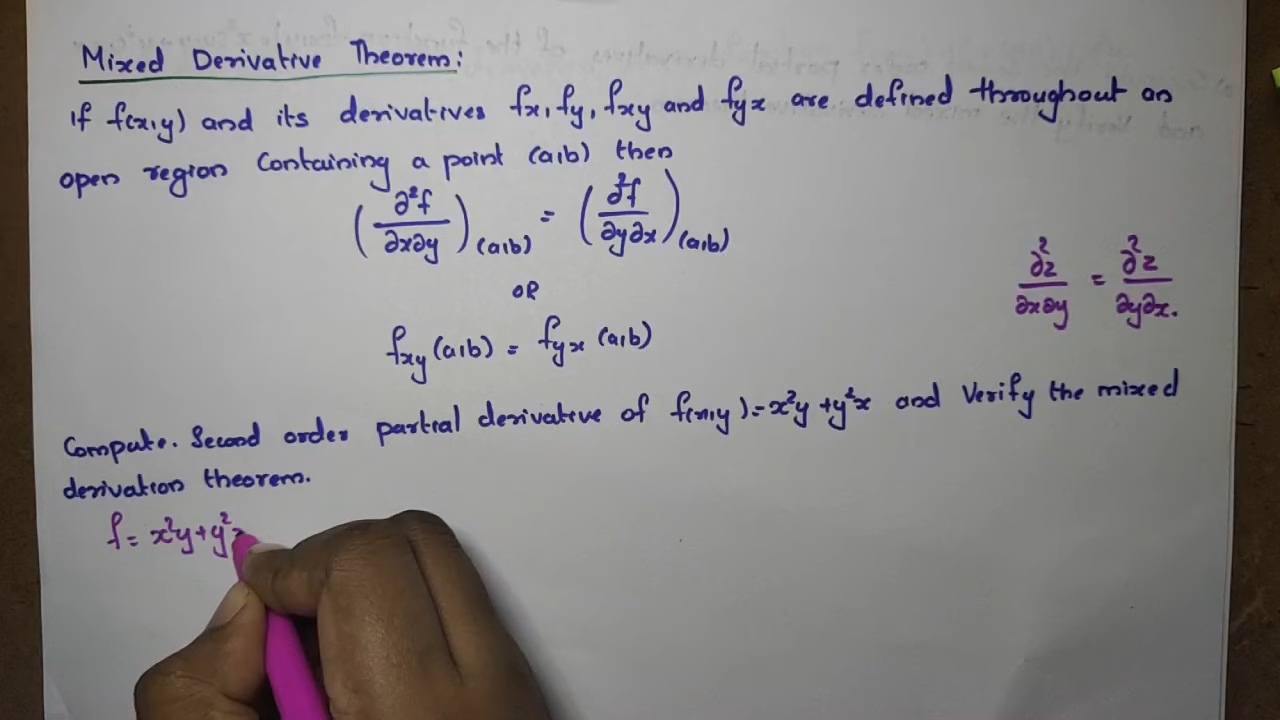 Mixed Derivative Theorem:
If f(x,y) and its derivatives fx, fy, fxy and fyx are defined throughout an
open region containing a point (a,b) then
(∂²f/∂x∂y)(a,b) = (∂²f/∂y∂x)(a,b)
OR
∂²z/∂x∂y = ∂²z/∂y∂x.
fxy (a,b) = fyx (a,b)
Compute. Second order partial derivative of f(x,y)=x²y+y²x and Verify the mixed
derivation theorem.
f= x²y+y²x